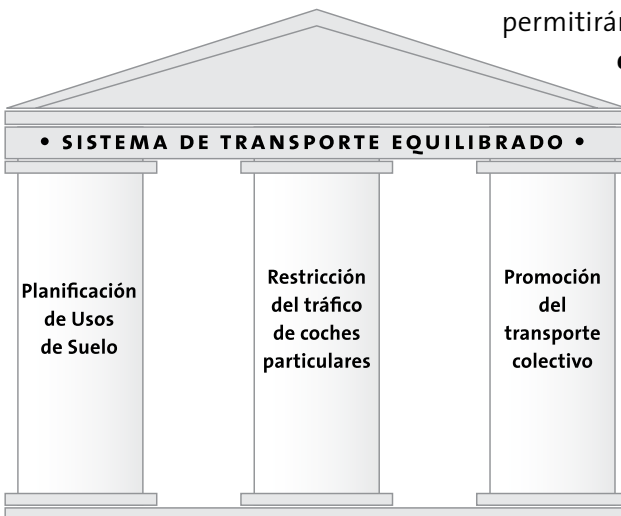 permitirán
• SISTEMA DE TRANSPORTE EQUILIBRADO •
Planificación
de Usos
de Suelo
Restricción
del tráfico
de coches
particulares
Promoción
del
transporte
colectivo